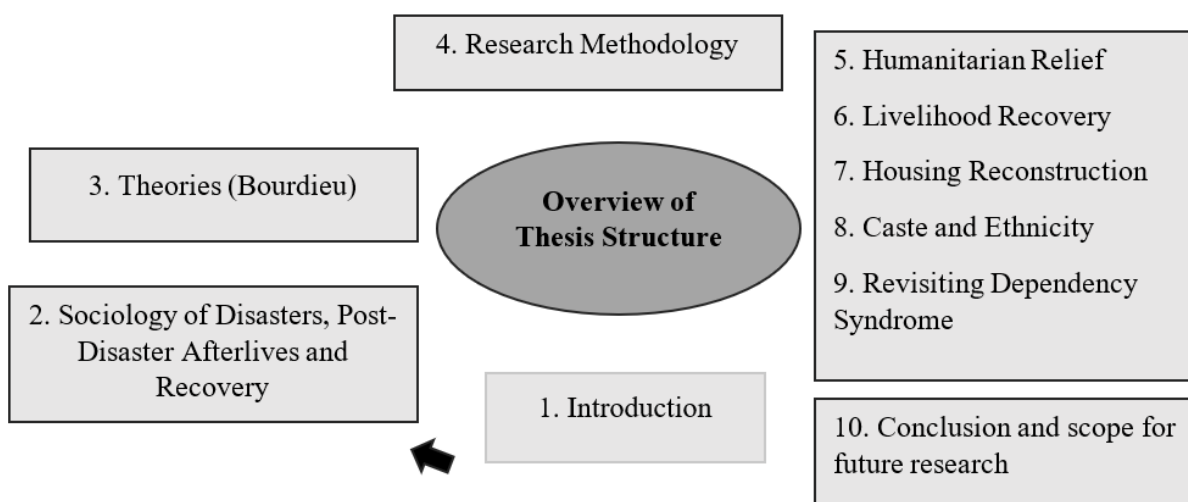 4. Research Methodology
3. Theories (Bourdieu)
2. Sociology of Disasters, Post-
Disaster Afterlives and
Recovery
Overview of
Thesis Structure
1. Introduction
5. Humanitarian Relief
6. Livelihood Recovery
7. Housing Reconstruction
8. Caste and Ethnicity
9. Revisiting Dependency
Syndrome
10. Conclusion and scope for
future research